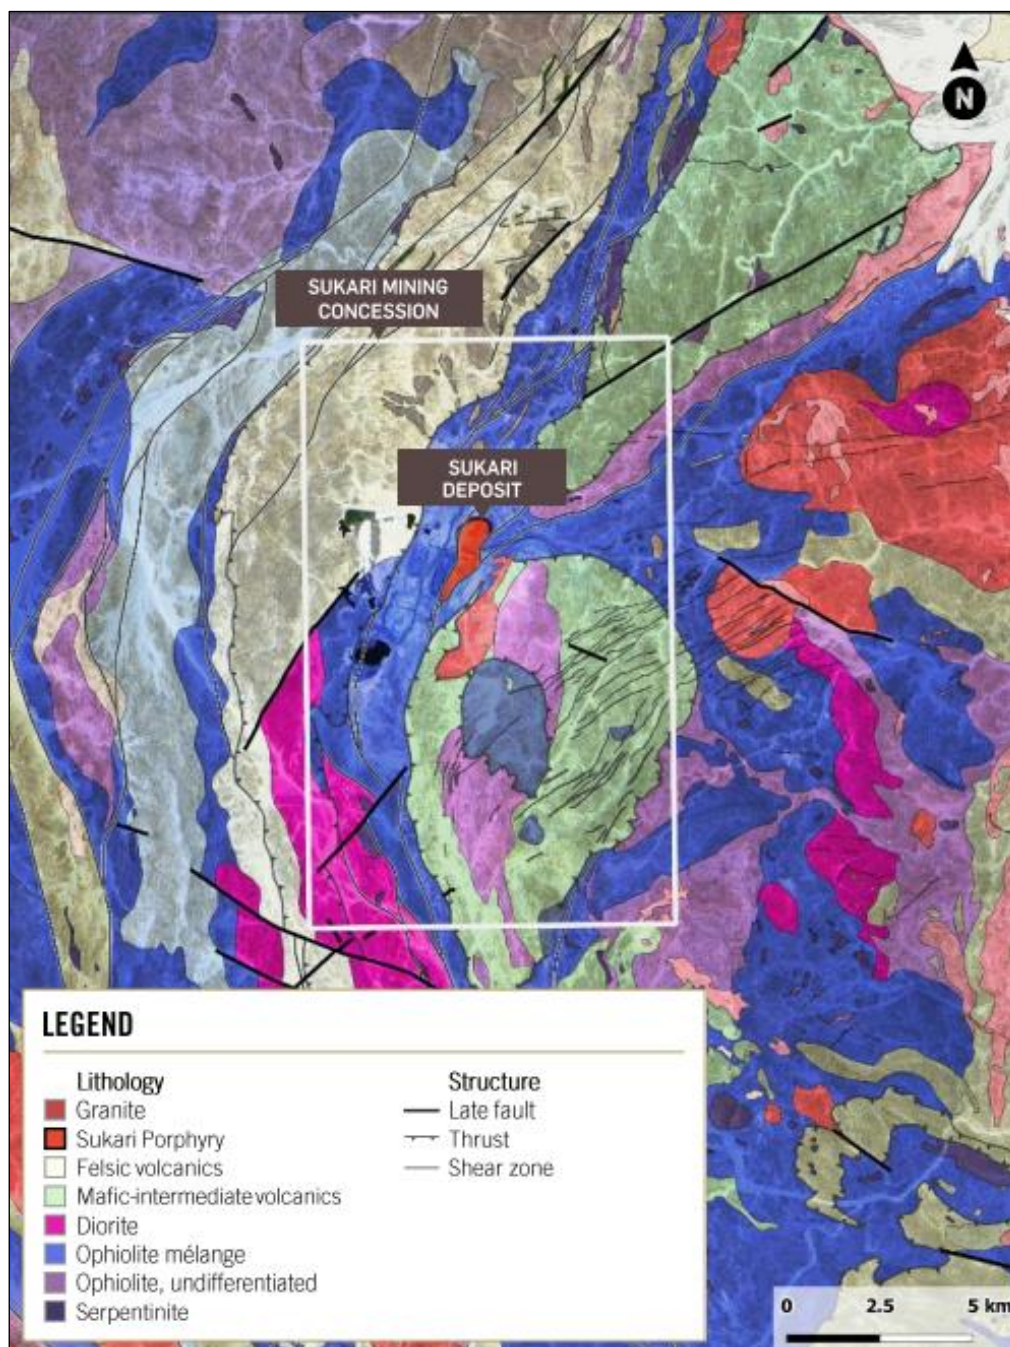 N
SUKARI MINING
CONCESSION
SUKARI
DEPOSIT
LEGEND
Lithology
Granite
Sukari Porphyry
Felsic volcanics
Mafic-intermediate volcanics
Diorite
Ophiolite mélange
Ophiolite, undifferentiated
Serpentinite
Structure
Late fault
Thrust
Shear zone
0 2.5 5 km